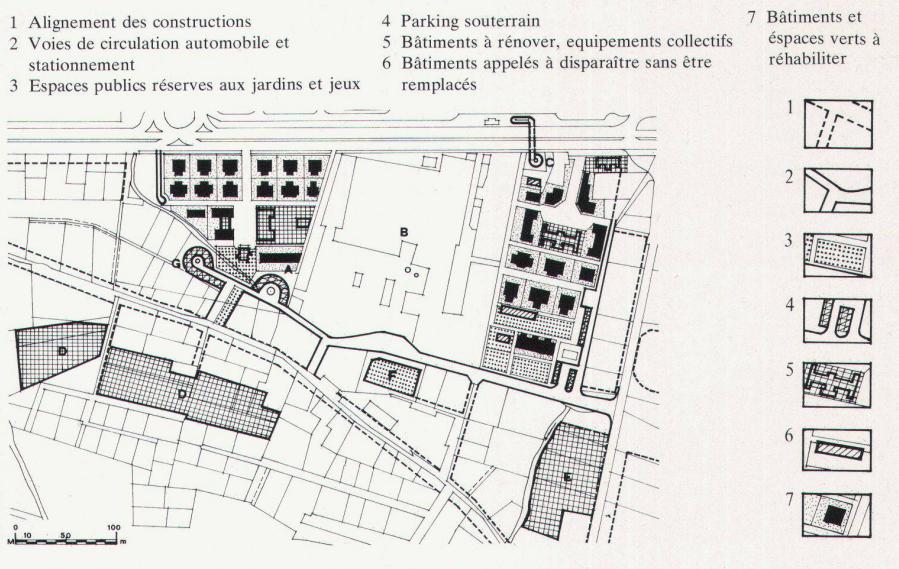 1 Alignement des constructions
2 Voies de circulation automobile et
stationnement
3 Espaces publics réserves aux jardins et jeux
4 Parking souterrain
5 Bâtiments à rénover, equipements collectifs
6 Bâtiments appelés à disparaître sans être
remplacés
7 Bâtiments et
éspaces verts à
réhabiliter
1
2
3
4
5
6
7
C
B
G
A
D
D
F
E
0 10 50 100
M m